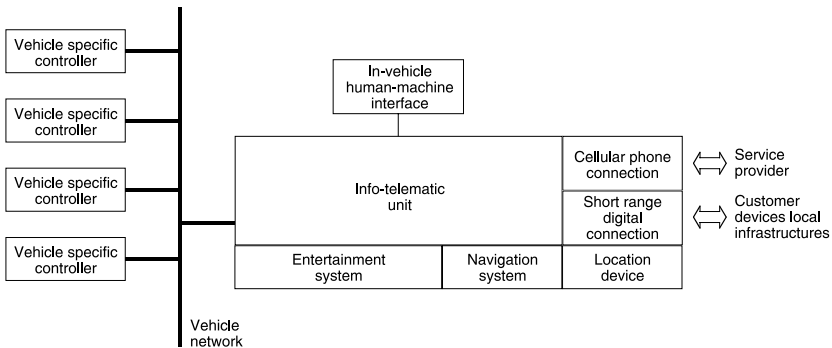 Vehicle specific
controller
Vehicle specific
controller
Vehicle specific
controller
Vehicle specific
controller
In-vehicle
human-machine
interface
Info-telematic
unit
Cellular phone
connection
Service
provider
Short range
digital
connection
Customer
devices local
infrastructures
Entertainment
system
Navigation
system
Location
device
Vehicle
network